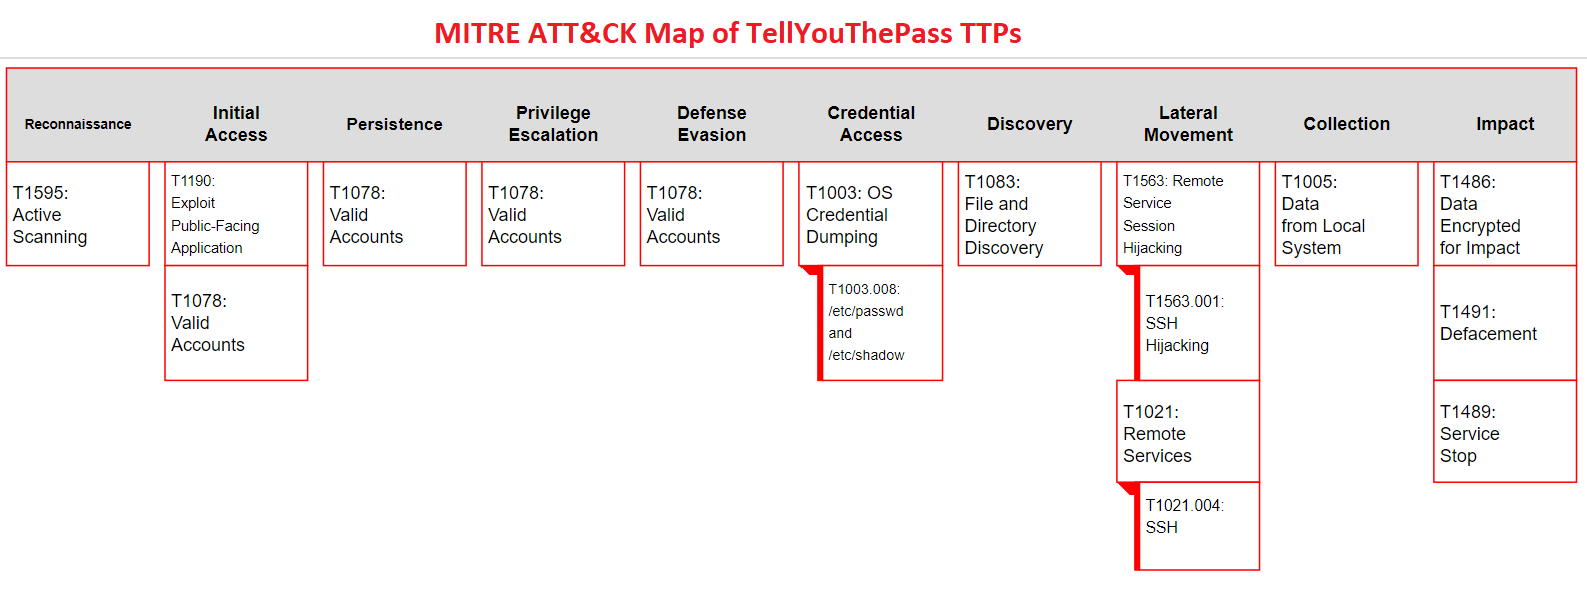 MITRE ATT&CK Map of TellYouThePass TTPs
Reconnaissance
Initial
Access
Persistence
Privilege
Escalation
Defense
Evasion
Credential
Access
Discovery
Lateral
Movement
Collection
Impact
T1595:
Active
Scanning
T1190:
Exploit
Public-Facing
Application
T1078:
Valid
Accounts
T1078:
Valid
Accounts
T1078:
Valid
Accounts
T1078:
Valid
Accounts
T1003: OS
Credential
Dumping
T1003.008:
/etc/passwd
and
/etc/shadow
T1083:
File and
Directory
Discovery
T1563: Remote
Service
Session
Hijacking
T1563.001:
SSH
Hijacking
T1021:
Remote
Services
T1021.004:
SSH
T1005:
Data
from Local
System
T1486:
Data
Encrypted
for Impact
T1491:
Defacement
T1489:
Service
Stop